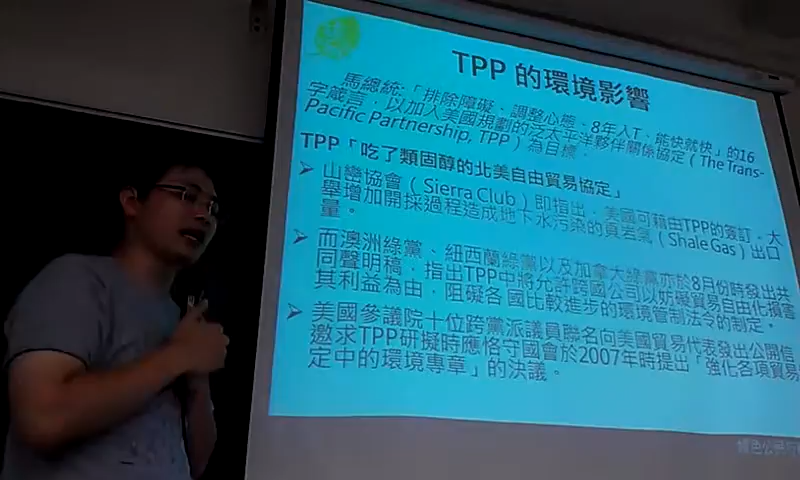 TPP 的環境影響
馬總統:「排除障礙、調整心態、8年入T、能快就快」的16
字箴言，以加入美國規劃的泛太平洋夥伴關係協定（The Trans-
Pacific Partnership, TPP）為目標．
TPP「吃了類固醇的北美自由貿易協定」
山巒協會（Sierra Club）即指出，美國可藉由TPP的簽訂，大
舉增加開採過程造成地下水污染的頁岩氣（Shale Gas）出口
量。
而澳洲綠黨、紐西蘭綠黨以及加拿大綠黨亦於8月份時發出共
同聲明稿，指出TPP中將允許跨國公司以妨礙貿易自由化損害
其利益為由，阻礙各國比較進步的環境管制法令的制定。
美國參議院十位跨黨派議員聯名向美國貿易代表發出公開信
邀求TPP研擬時應恪守國會於2007年時提出「強化各項貿易
定中的環境專章」的決議。
綠色公民行